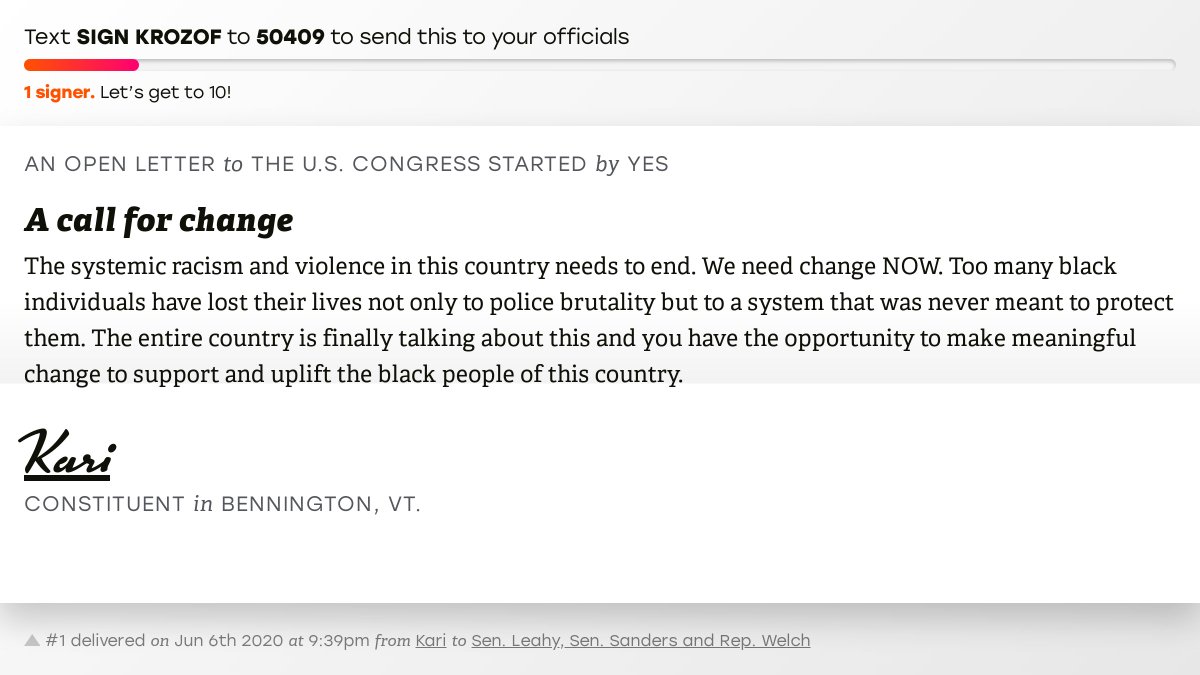 Text SIGN KROZOF to 50409 to send this to your officials
1 signer. Let’s get to 10!
AN OPEN LETTER to THE U.S. CONGRESS STARTED by YES
A call for change
The systemic racism and violence in this country needs to end. We need change NOW. Too many black
individuals have lost their lives not only to police brutality but to a system that was never meant to protect
them. The entire country is finally talking about this and you have the opportunity to make meaningful
change to support and uplift the black people of this country.
Kari
CONSTITUENT in BENNINGTON, VT.
#1 delivered on Jun 6th 2020 at 9:39pm from Kari to Sen. Leahy, Sen. Sanders and Rep. Welch